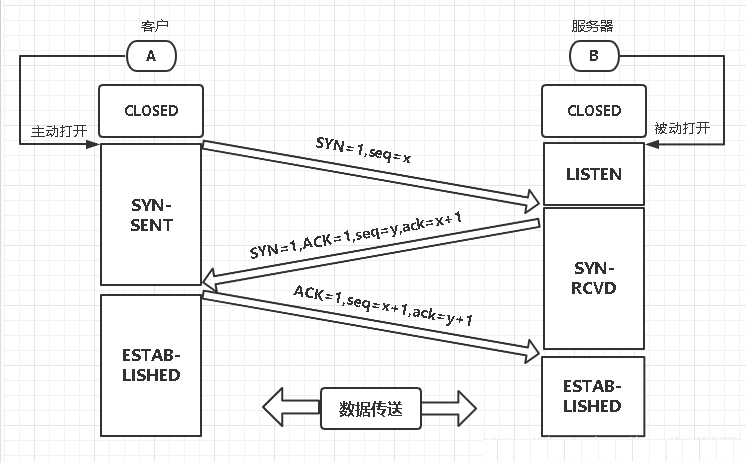 客户
服务器
A
B
CLOSED
CLOSED
主动打开
被动打开
SYN=1,seq=x
LISTEN
SYN-
SENT
SYN=1,ACK=1,seq=y,ack=x+1
SYN-
RCVD
ACK=1,seq=x+1,ack=y+1
ESTAB-
LISHED
ESTAB-
LISHED
数据传送